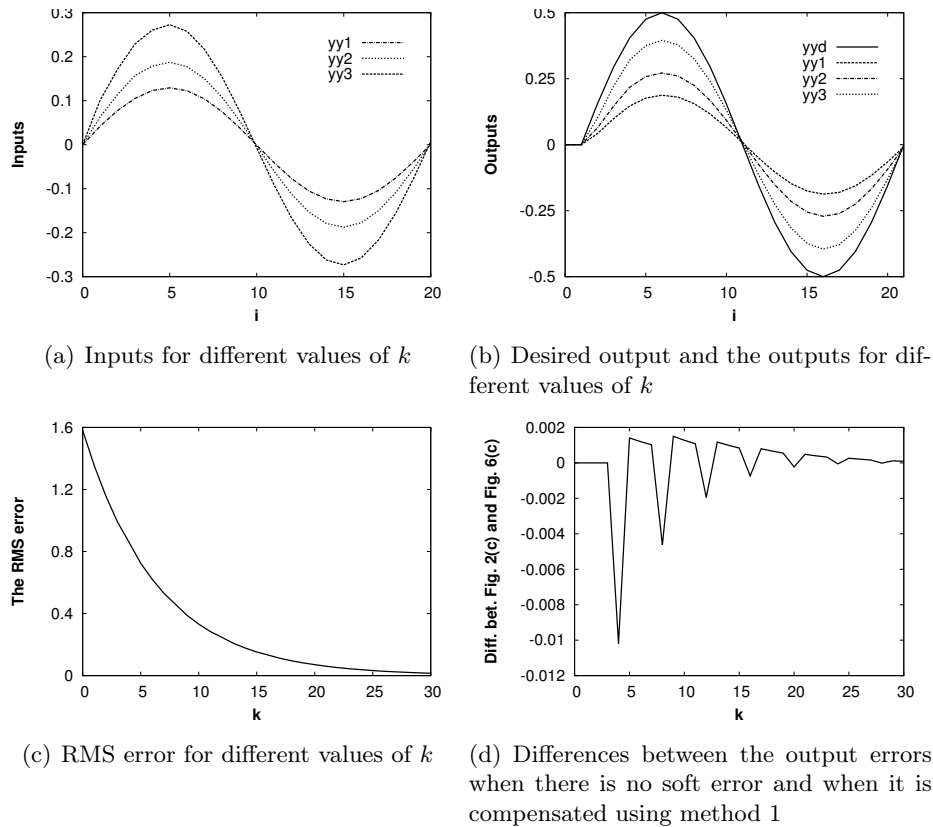 0.3
0.2
0.1
0
-0.1
-0.2
-0.3
Inputs
0 5 10 15 20
i
yy1
yy2
yy3
(a) Inputs for different values of k
0.5
0.25
0
-0.25
-0.5
Outputs
0 5 10 15 20
i
yyd
yy1
yy2
yy3
(b) Desired output and the outputs for dif-
ferent values of k
1.6
1.2
0.8
0.4
0
The RMS error
0 5 10 15 20 25 30
k
(c) RMS error for different values of k
0.002
0
-0.002
-0.004
-0.006
-0.008
-0.01
-0.012
Diff. bet. Fig. 2(c) and Fig. 6(c)
0 5 10 15 20 25 30
k
(d) Differences between the output errors
when there is no soft error and when it is
compensated using method 1